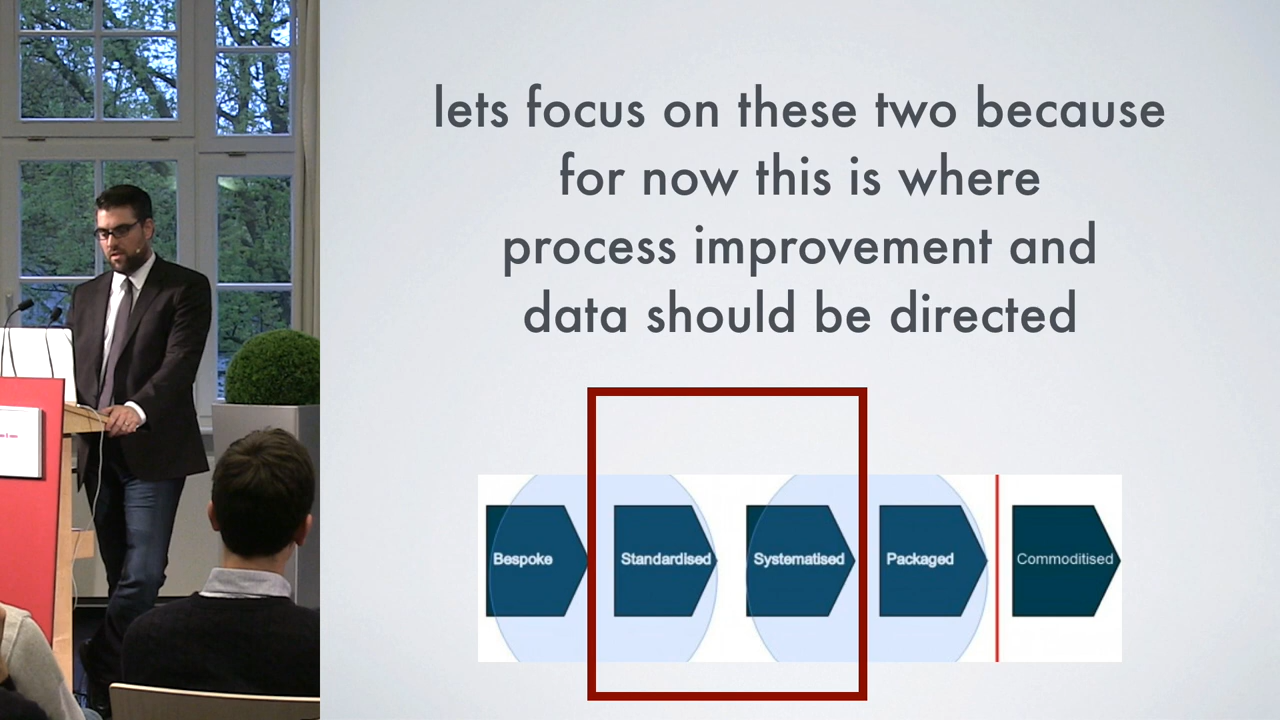 lets focus on these two because
for now this is where
process improvement and
data should be directed
Bespoke
Standardised
Systematised
Packaged
Commoditised